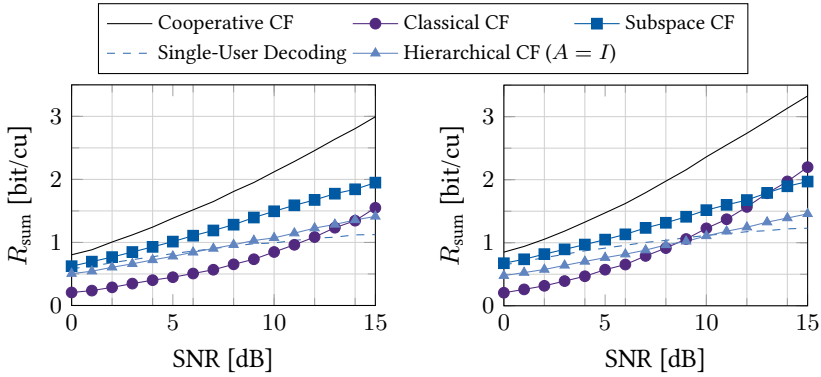 Cooperative CF Classical CF Subspace CF
Single-User Decoding Hierarchical CF (A = I)
3
2
1
0
0 5 10 15
SNR [dB]
R_sum [bit/cu]
3
2
1
0
0 5 10 15
SNR [dB]
R_sum [bit/cu]